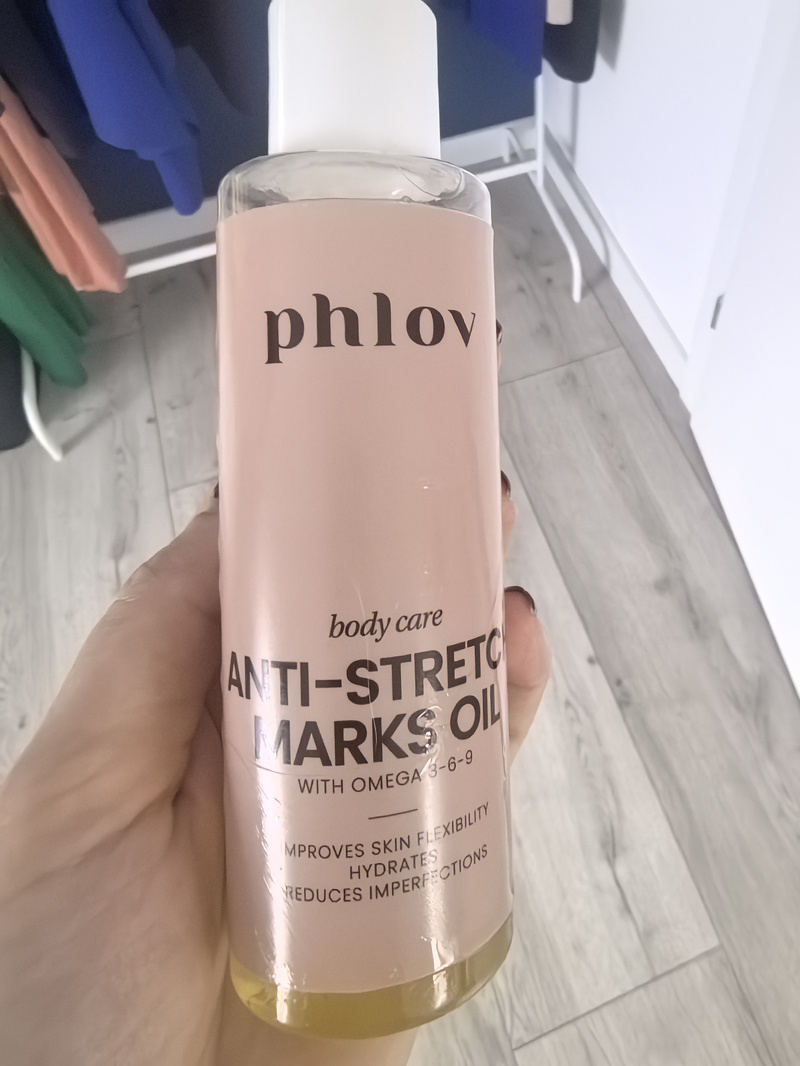 phlov
body care
ANTI-STRETC
MARKS OIL
WITH OMEGA 3-6-9
MPROVES SKIN FLEXIBILITY
HYDRATES
REDUCES IMPERFECTIONS